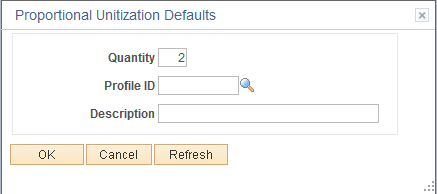 Proportional Unitization Defaults
Quantity 2
Profile ID
Description
OK Cancel Refresh